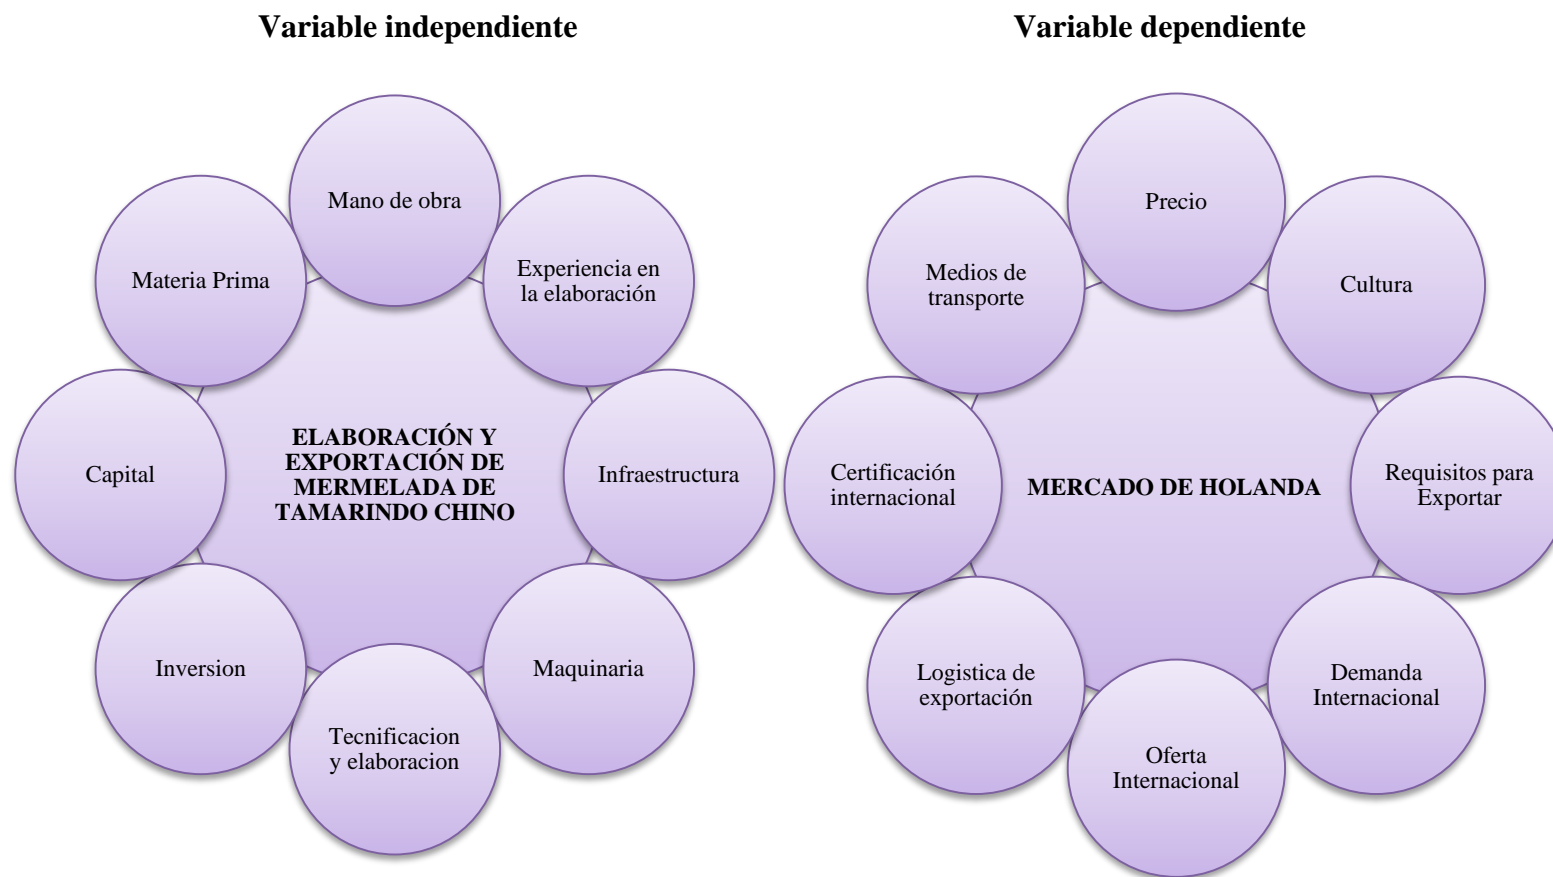 Variable independiente
Mano de obra
Experiencia en
la elaboración
Infraestructura
Maquinaria
Tecnificacion
y elaboracion
Inversion
Capital
Materia Prima
ELABORACIÓN Y
EXPORTACIÓN DE
MERMELADA DE
TAMARINDO CHINO
Variable dependiente
Precio
Cultura
Requisitos para
Exportar
Demanda
Internacional
Oferta
Internacional
Logistica de
exportación
Certificación
internacional
Medios de
transporte
MERCADO DE HOLANDA